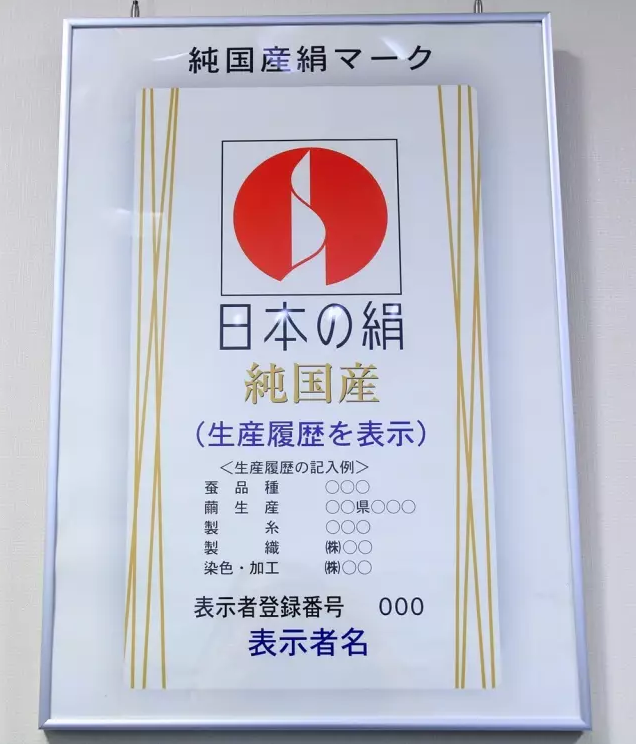 純国産絹マーク
日本の絹
純国産
（生産履歴を表示）
＜生産履歴の記入例＞
蚕品種　○○○
繭生産　○○県○○○
製糸　○○○
製織　㈱○○
染色・加工　㈱○○
表示者登録番号　000
表示者名